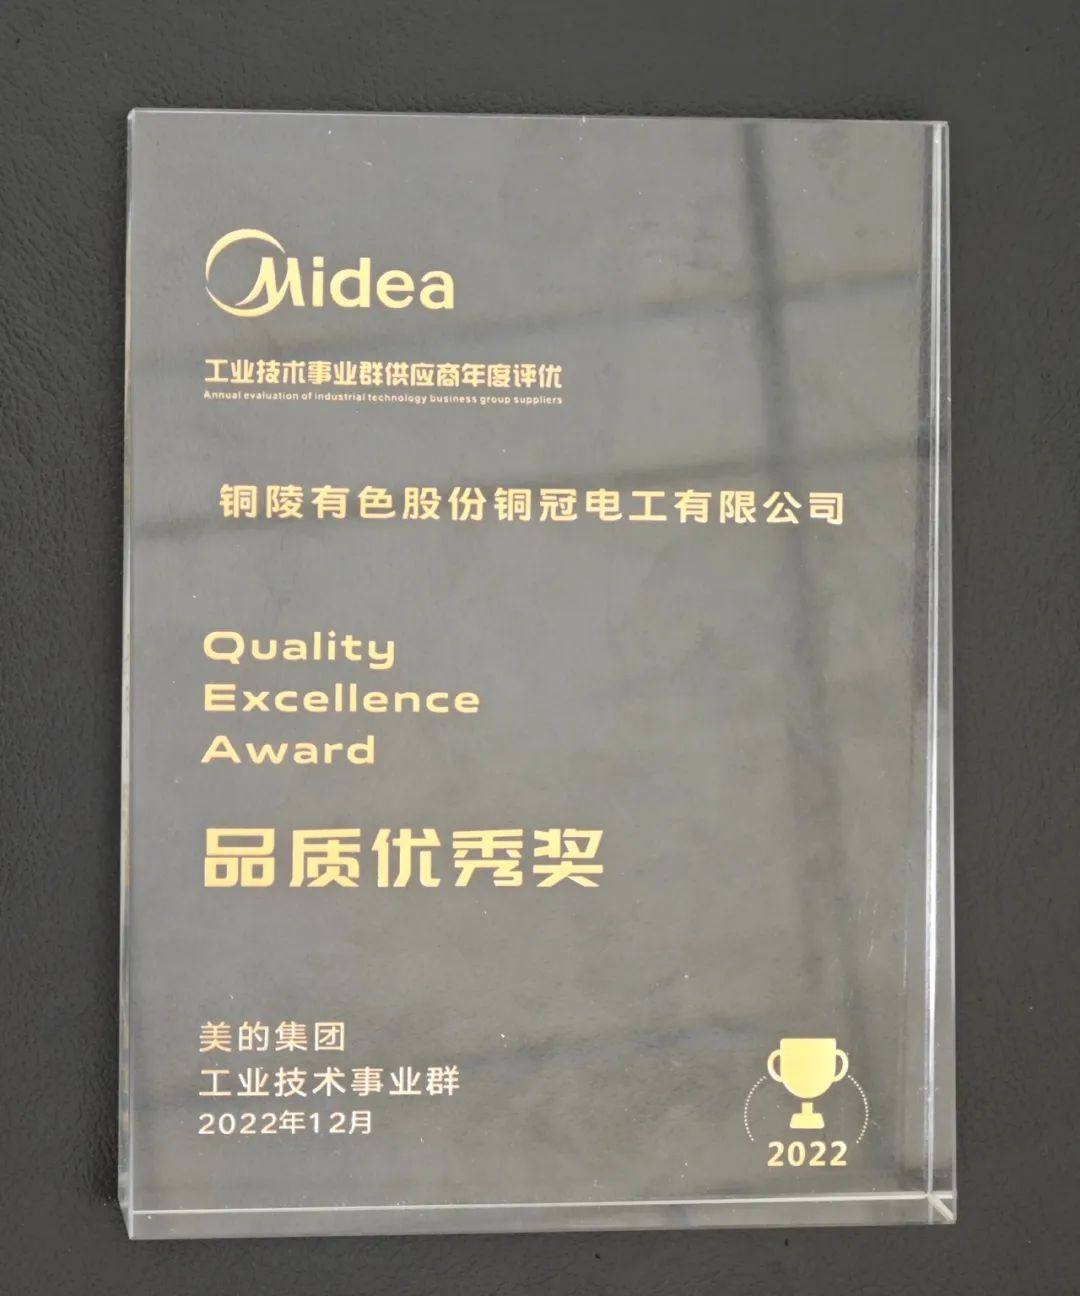 Midea
工业技术事业群供应商年度评优
Annual evaluation of industrial technology business group suppliers
铜陵有色股份铜冠电工有限公司
Quality
Excellence
Award
品质优秀奖
美的集团
工业技术事业群
2022年12月
2022